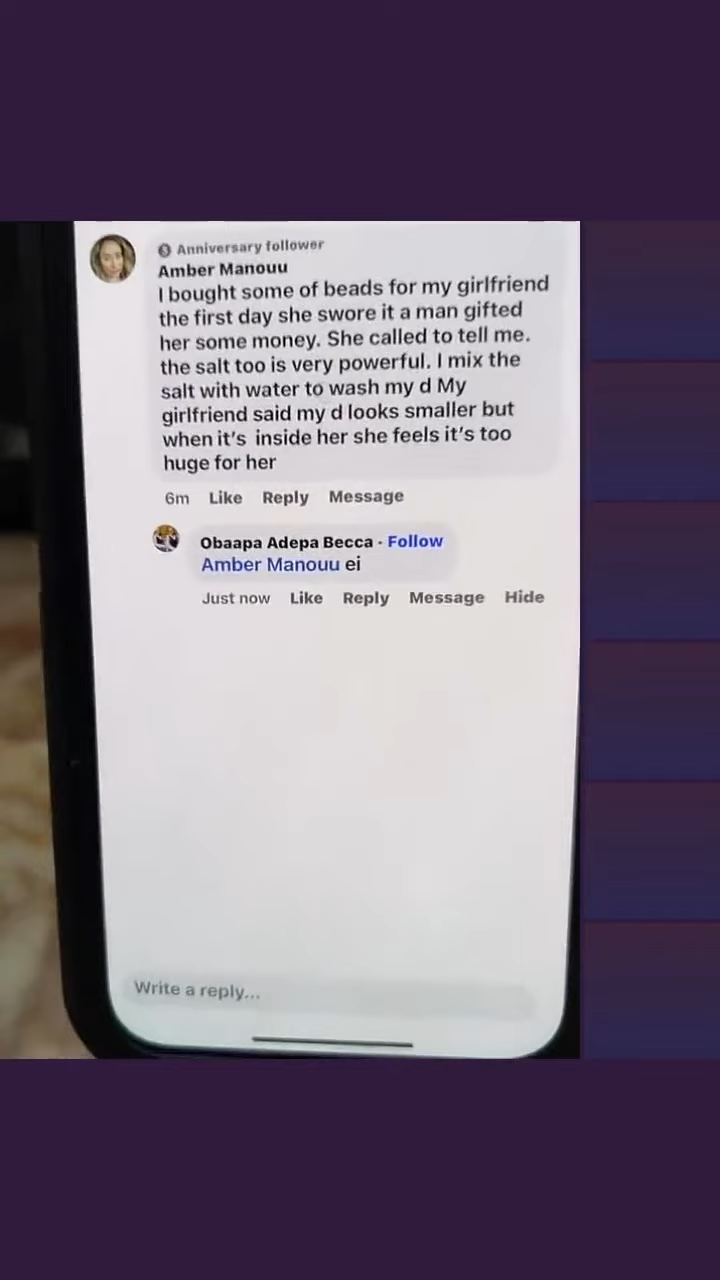 Anniversary follower
Amber Manouu
I bought some of beads for my girlfriend
the first day she swore it a man gifted
her some money. She called to tell me.
the salt too is very powerful. I mix the
salt with water to wash my d My
girlfriend said my d looks smaller but
when it's inside her she feels it's too
huge for her
6m Like Reply Message
Obaapa Adepa Becca · Follow
Amber Manouu ei
Just now Like Reply Message Hide
Write a reply...